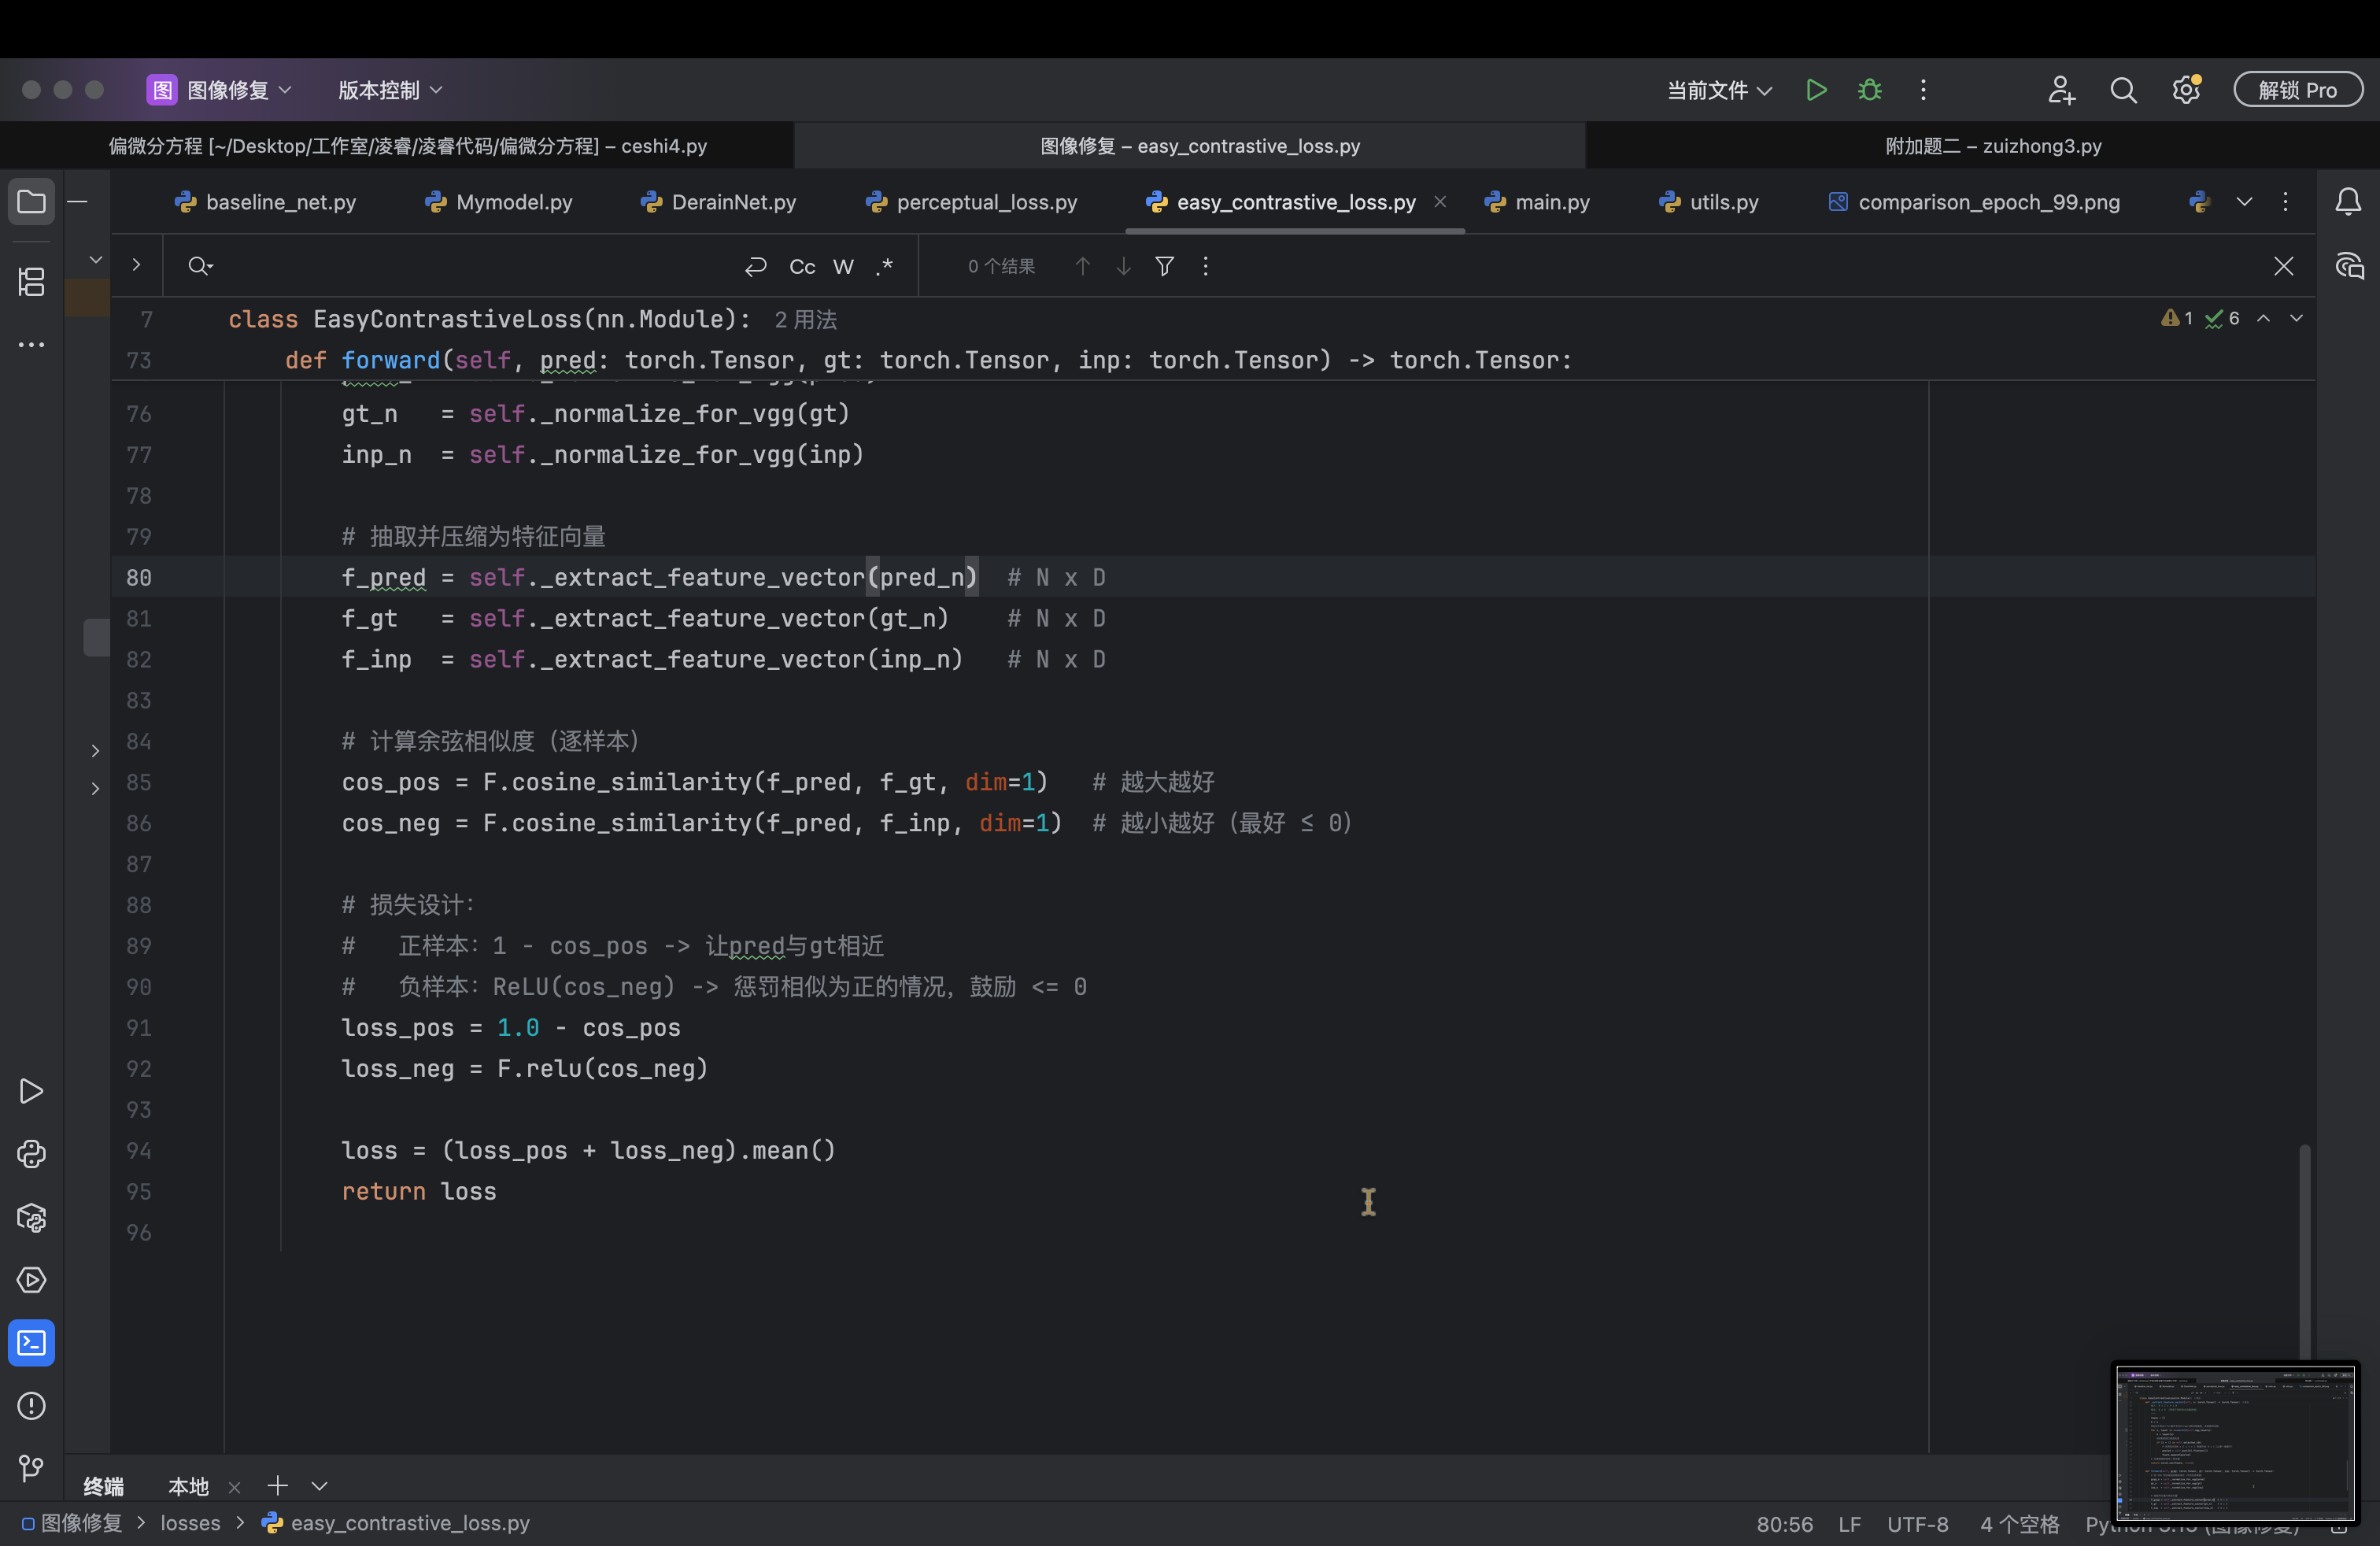 图 图像修复 版本控制 当前文件 解锁 Pro
偏微分方程 [~/Desktop/工作室/凌睿/凌睿代码/偏微分方程] – ceshi4.py 图像修复 – easy_contrastive_loss.py 附加题二 – zuizhong3.py
baseline_net.py Mymodel.py DerainNet.py perceptual_loss.py easy_contrastive_loss.py main.py utils.py comparison_epoch_99.png
Cc W .* 0 个结果
7 class EasyContrastiveLoss(nn.Module): 2 用法 1 6
73 def forward(self, pred: torch.Tensor, gt: torch.Tensor, inp: torch.Tensor) -> torch.Tensor:
76 gt_n = self._normalize_for_vgg(gt)
77 inp_n = self._normalize_for_vgg(inp)
78
79 # 抽取并压缩为特征向量
80 f_pred = self._extract_feature_vector(pred_n) # N x D
81 f_gt = self._extract_feature_vector(gt_n) # N x D
82 f_inp = self._extract_feature_vector(inp_n) # N x D
83
84 # 计算余弦相似度（逐样本）
85 cos_pos = F.cosine_similarity(f_pred, f_gt, dim=1) # 越大越好
86 cos_neg = F.cosine_similarity(f_pred, f_inp, dim=1) # 越小越好（最好 ≤ 0）
87
88 # 损失设计：
89 # 正样本：1 - cos_pos -> 让pred与gt相近
90 # 负样本：ReLU(cos_neg) -> 惩罚相似为正的情况，鼓励 <= 0
91 loss_pos = 1.0 - cos_pos
92 loss_neg = F.relu(cos_neg)
93
94 loss = (loss_pos + loss_neg).mean()
95 return loss
96
终端 本地
图像修复 > losses > easy_contrastive_loss.py 80:56 LF UTF-8 4 个空格